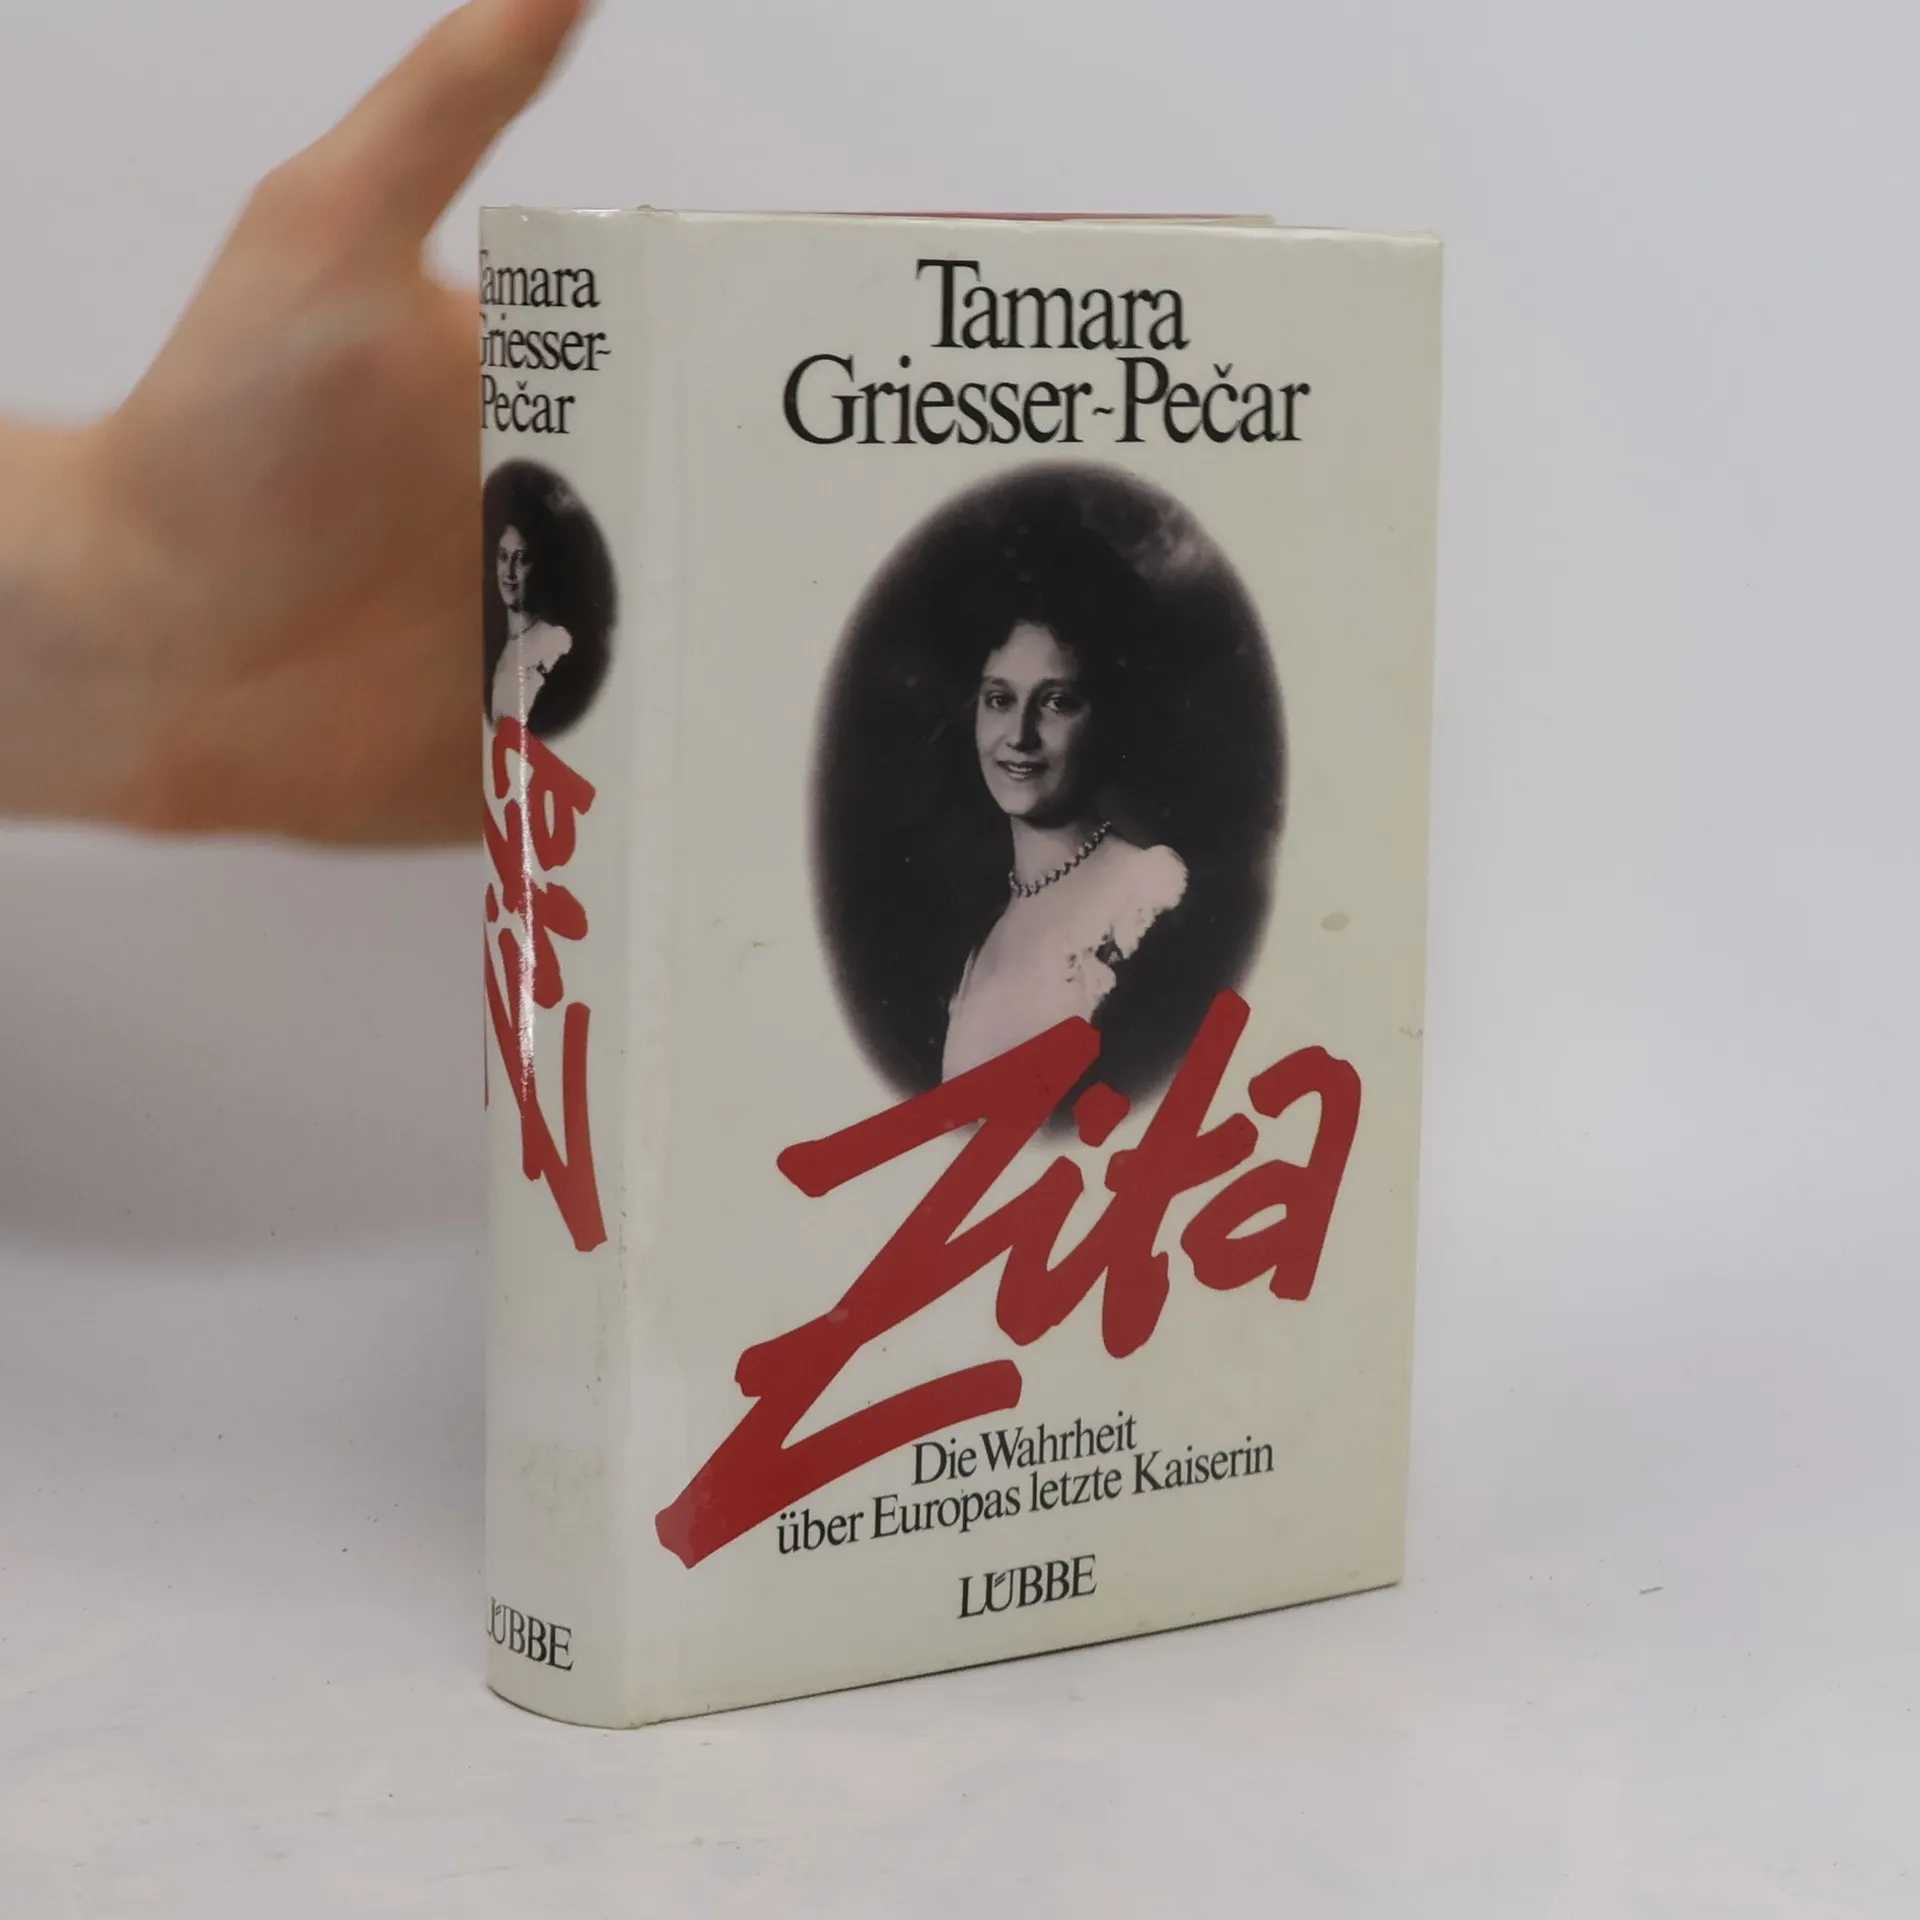 Tamara
Griesser-
Pečar
Zita
LÜBBE
Tamara
Griesser-Pečar
Zita
Die Wahrheit
über Europas letzte Kaiserin
LÜBBE